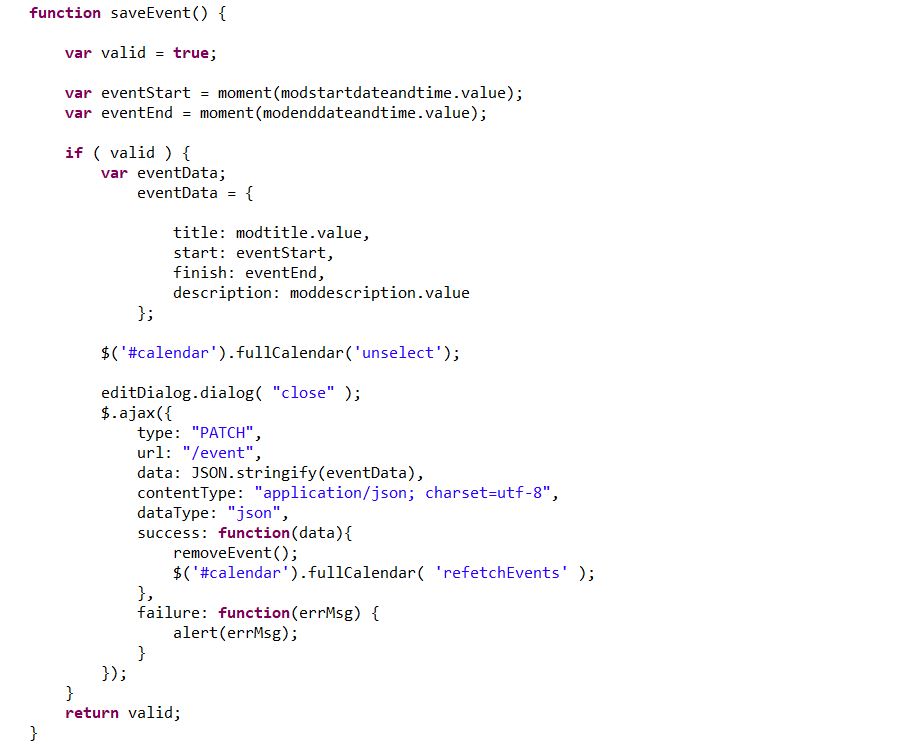 function saveEvent() {
var valid = true;
var eventStart = moment(modstartdateandtime.value);
var eventEnd = moment(modenddateandtime.value);
if ( valid ) {
var eventData;
eventData = {
title: modtitle.value,
start: eventStart,
finish: eventEnd,
description: moddescription.value
};
$('#calendar').fullCalendar('unselect');
editDialog.dialog( "close" );
$.ajax({
type: "PATCH",
url: "/event",
data: JSON.stringify(eventData),
contentType: "application/json; charset=utf-8",
dataType: "json",
success: function(data){
removeEvent();
$('#calendar').fullCalendar( 'refetchEvents' );
},
failure: function(errMsg) {
alert(errMsg);
}
});
}
return valid;
}